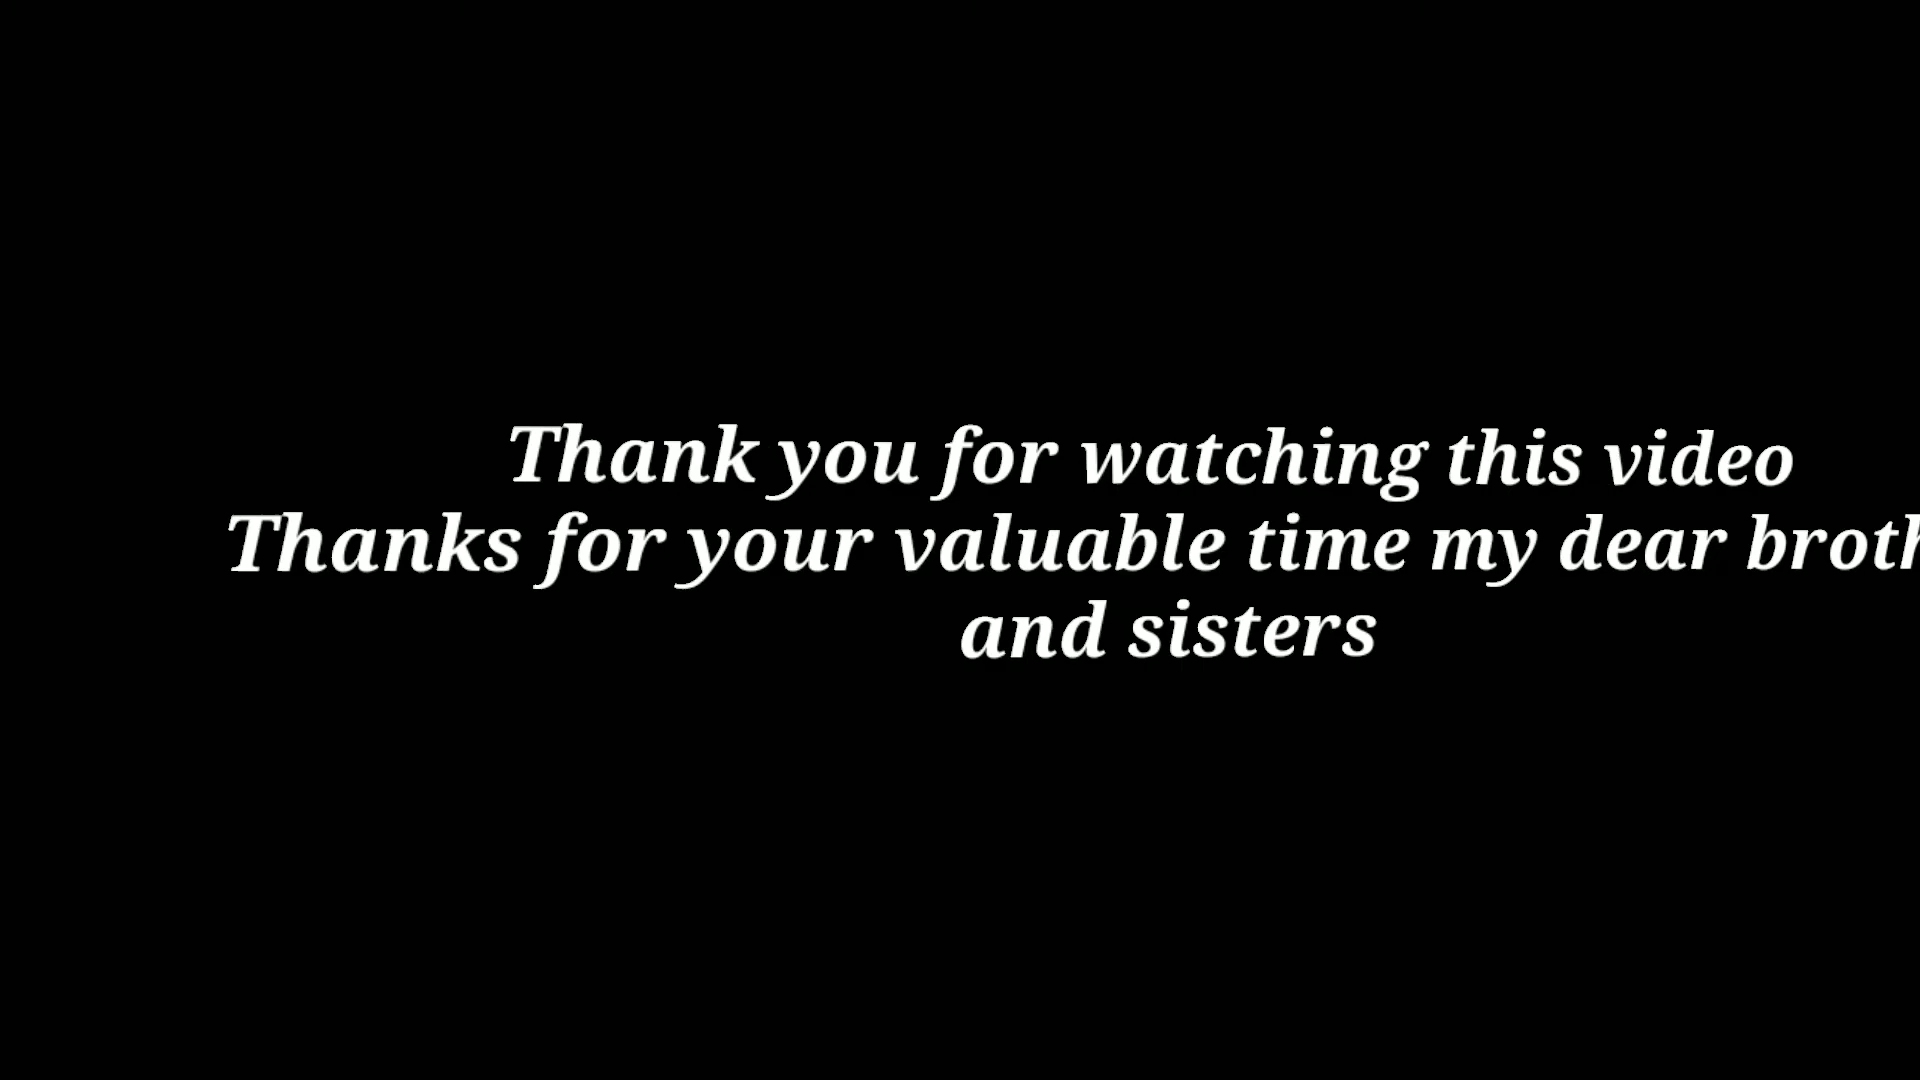 Thank you for watching this video
Thanks for your valuable time my dear broth
and sisters